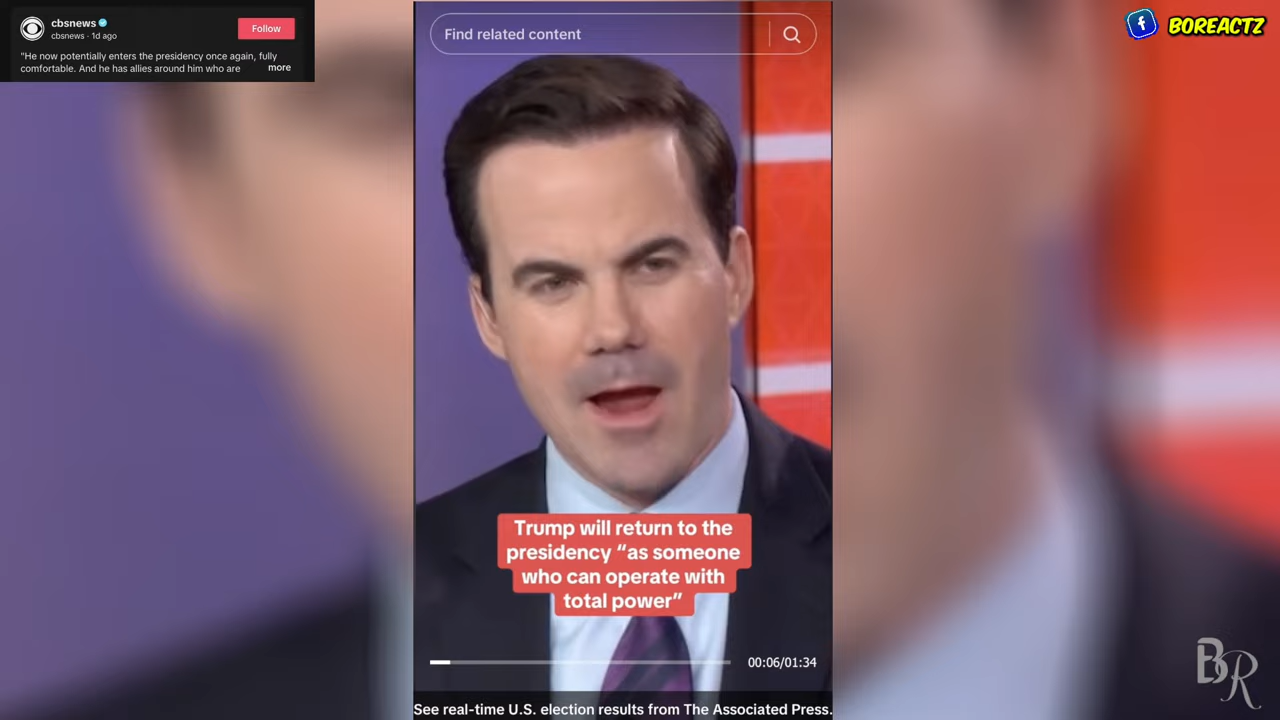 cbsnews
cbsnews · 1d ago
Follow
"He now potentially enters the presidency once again, fully
comfortable. And he has allies around him who are
more
Find related content
BOREACTZ
Trump will return to the
presidency “as someone
who can operate with
total power”
00:06/01:34
BR
See real-time U.S. election results from The Associated Press.